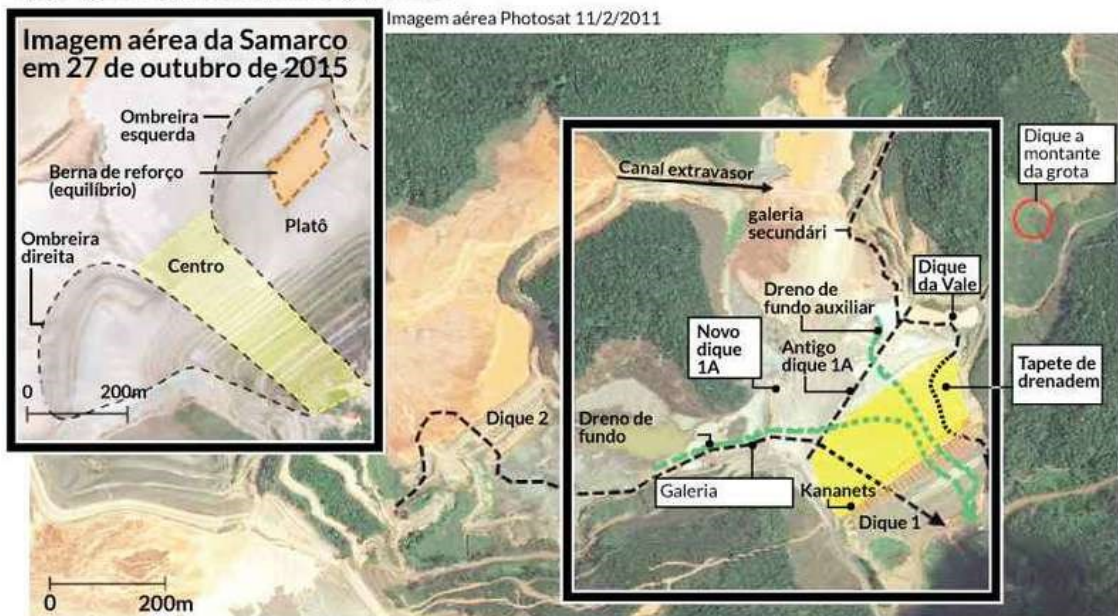 Imagem aérea Photosat 11/2/2011
Imagem aérea da Samarco
em 27 de outubro de 2015
Ombreira
esquerda
Berna de reforço
(equilíbrio)
Platô
Ombreira
direita
Centro
0 200m
Canal extravasor
galeria
secundári
Dique a
montante
da grota
Dique
da Vale
Dreno de
fundo auxiliar
Novo
dique
1A
Antigo
dique 1A
Tapete de
drenadem
Dique 2
Dreno de
fundo
Galeria
Kananets
Dique 1
0 200m